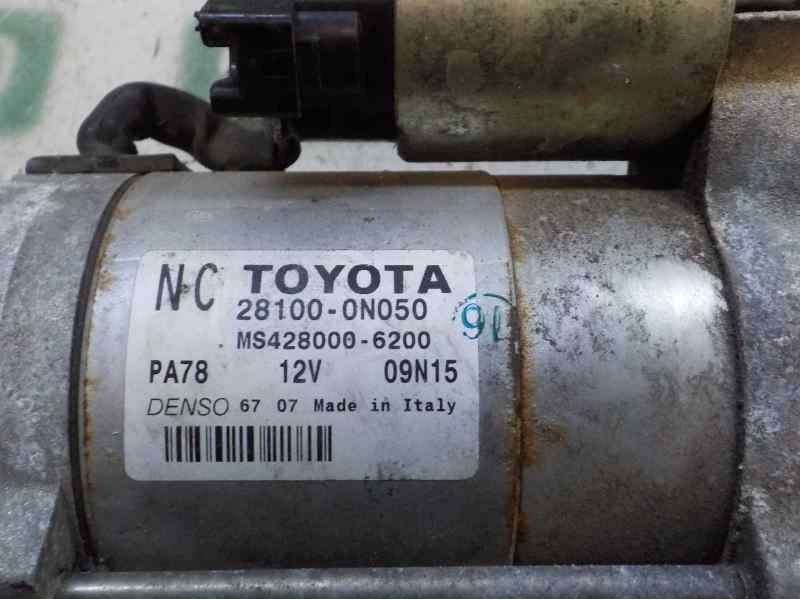 NC TOYOTA
28100-0N050
MS428000-6200
PA78 12V 09N15
DENSO 67 07 Made in Italy